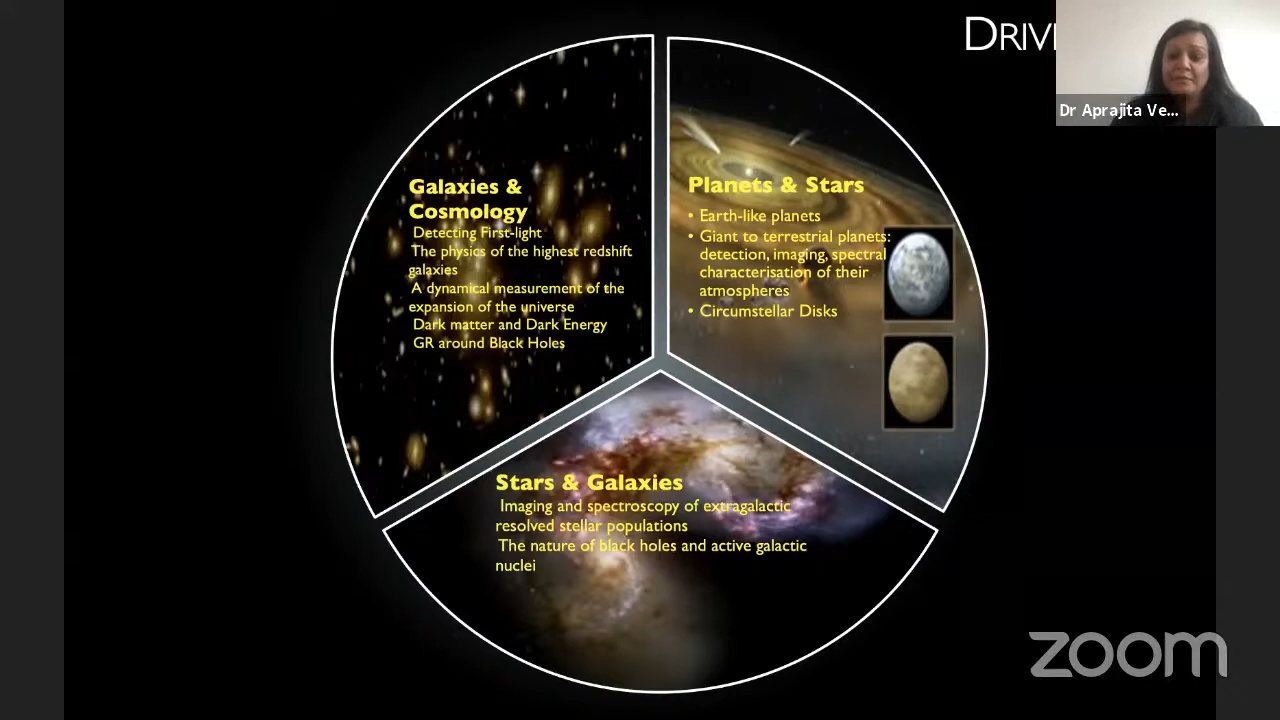 DRIV
Dr Aprajita Ve...
Galaxies &
Cosmology
Detecting First-light
The physics of the highest redshift
galaxies
A dynamical measurement of the
expansion of the universe
Dark matter and Dark Energy
GR around Black Holes
Planets & Stars
• Earth-like planets
• Giant to terrestrial planets:
detection, imaging, spectral
characterisation of their
atmospheres
• Circumstellar Disks
Stars & Galaxies
Imaging and spectroscopy of extragalactic
resolved stellar populations
The nature of black holes and active galactic
nuclei
zoom